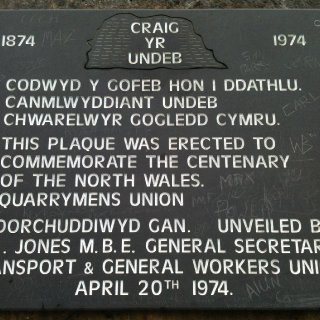 CRAIG
1874 YR 1974
UNDEB
CODWYD Y GOFEB HON I DDATHLU.
CANMLWYDDIANT UNDEB
CHWARELWYR GOGLEDD CYMRU.
THIS PLAQUE WAS ERECTED TO
COMMEMORATE THE CENTENARY
OF THE NORTH WALES.
QUARRYMENS UNION
DORCHUDDIWYD GAN. UNVEILED B
. JONES M.B.E. GENERAL SECRETAR
ANSPORT & GENERAL WORKERS UNI
APRIL 20TH 1974.